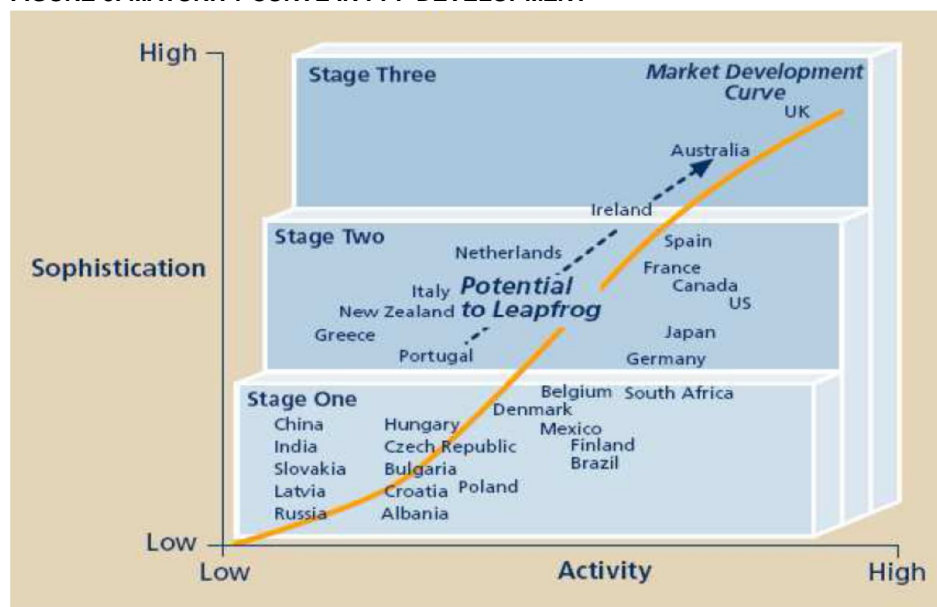 High
Stage Three
Market Development
Curve
UK
Australia
Ireland
Stage Two
Netherlands
Spain
Sophistication
France
Italy
Potential
Canada
New Zealand
to Leapfrog
US
Greece
Japan
Portugal
Germany
Stage One
Belgium
South Africa
Denmark
China
Hungary
Mexico
India
Czech Republic
Finland
Slovakia
Bulgaria
Brazil
Latvia
Croatia
Poland
Russia
Albania
Low
Low
Activity
High